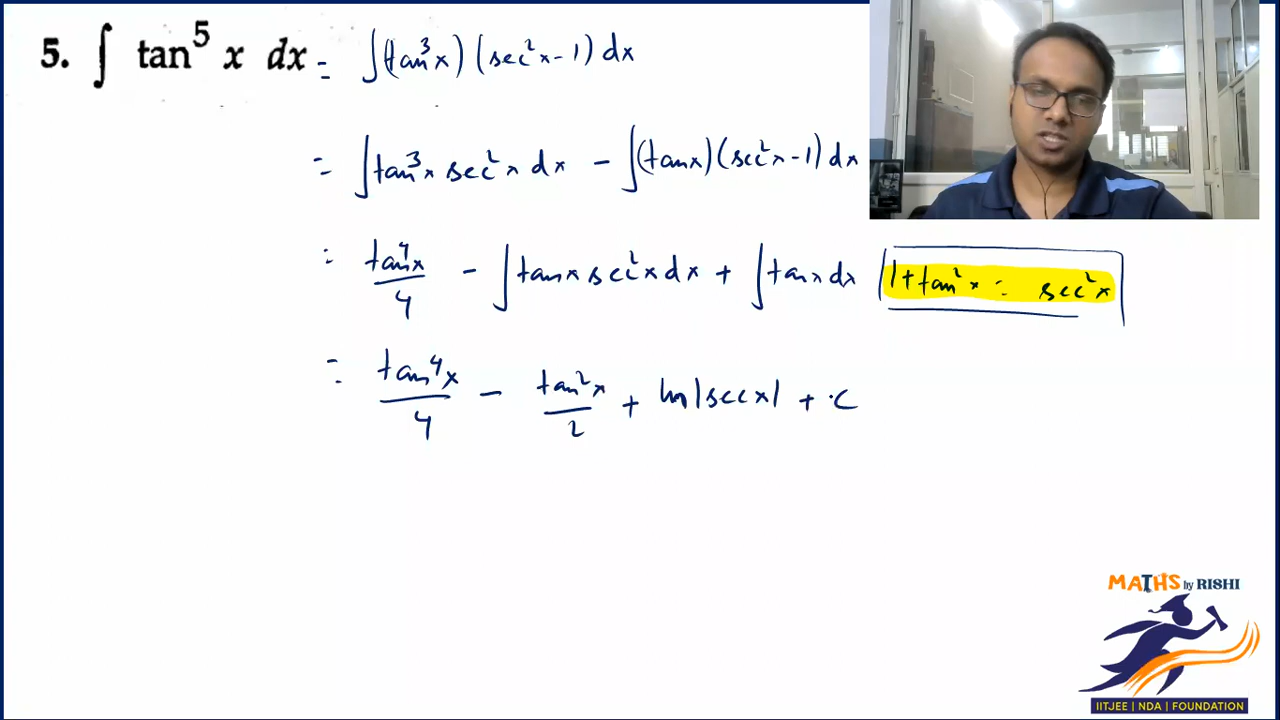 5. ∫ tan⁵ x dx = ∫(tan³x)(sec²x-1)dx
= ∫tan³x sec²x dx - ∫(tanx)(sec²x-1)dx
= tan⁴x/4 - ∫tanx sec²x dx + ∫tanx dx
1+tan²x = sec²x
= tan⁴x/4 - tan²x/2 + ln|secx| + c
MATHS by RISHI
IITJEE | NDA | FOUNDATION